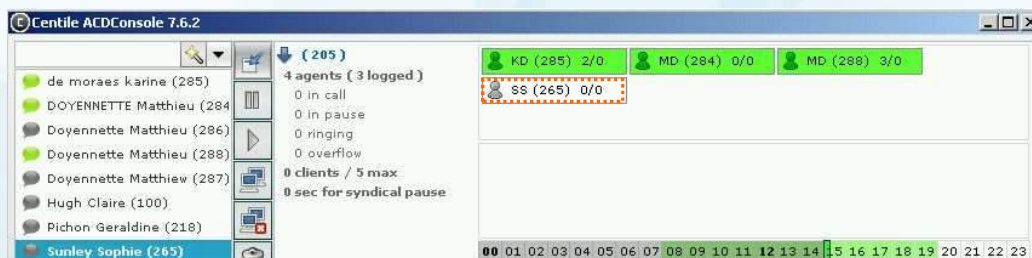 Centile ACDConsole 7.6.2
de moraes karine (285)
DOYENNETTE Matthieu (284
Doyennette Matthieu (286)
Doyennette Matthieu (288)
Doyennette Matthiew (287)
Hugh Claire (100)
Pichon Geraldine (218)
Sunley Sophie (265)
(205)
4 agents ( 3 logged )
0 in call
0 in pause
0 ringing
0 overflow
0 clients / 5 max
0 sec for syndical pause
KD (285) 2/0
MD (284) 0/0
MD (288) 3/0
SS (265) 0/0
00 01 02 03 04 05 06 07 08 09 10 11 12 13 14 15 16 17 18 19 20 21 22 23